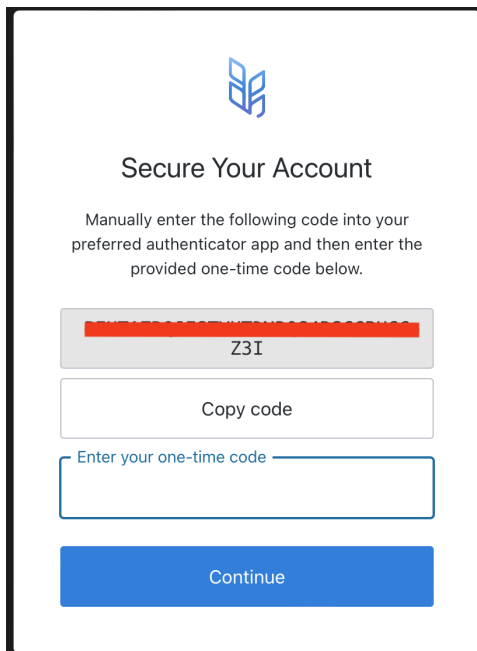 Secure Your Account
Manually enter the following code into your
preferred authenticator app and then enter the
provided one-time code below.
Z3I
Copy code
Enter your one-time code
Continue